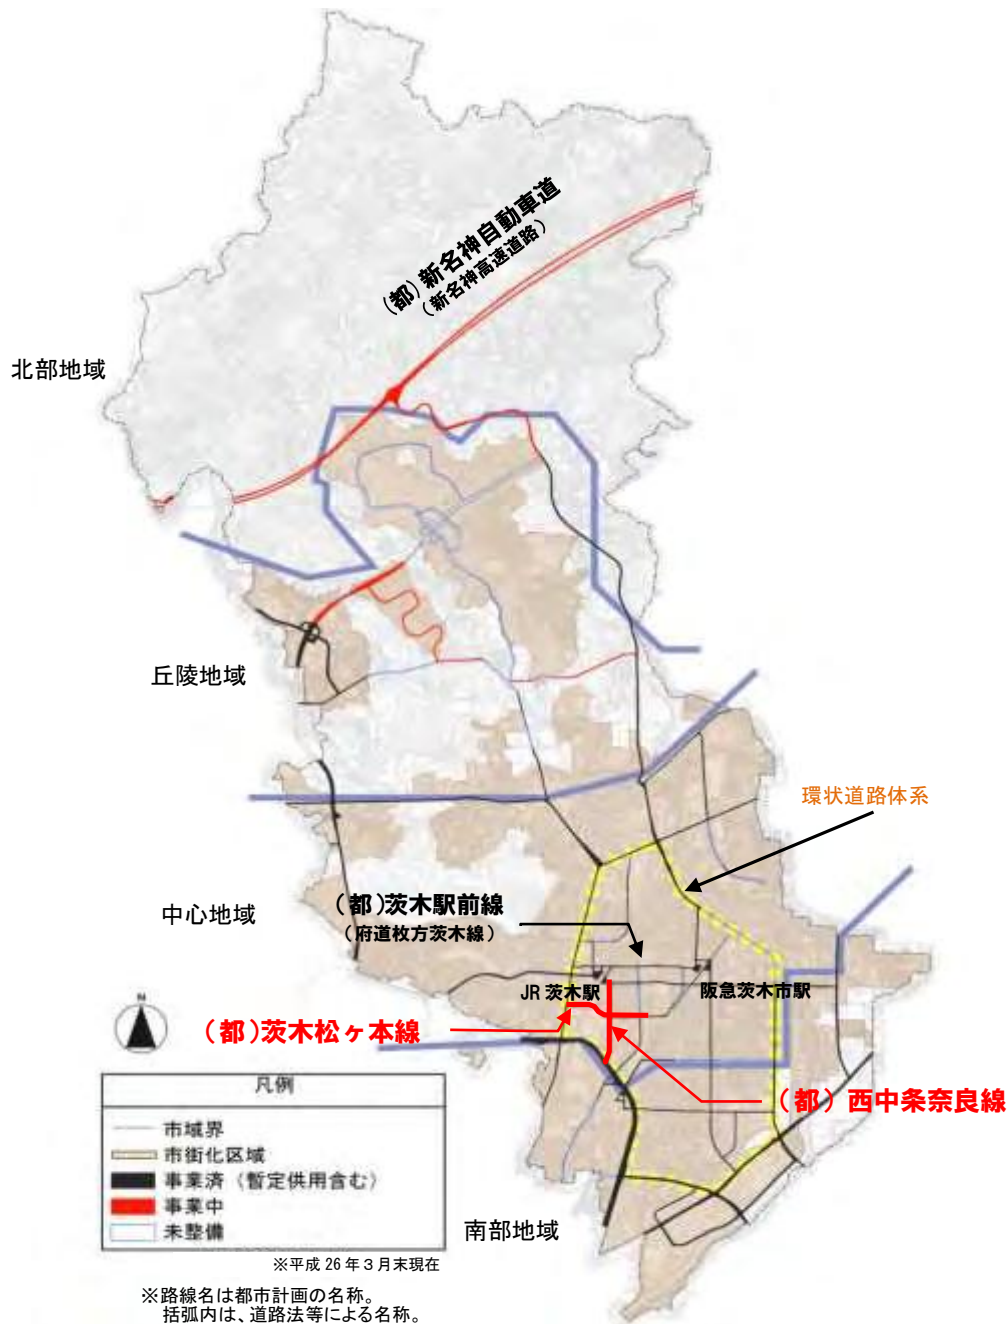 (都)新名神自動車道
(新名神高速道路)
北部地域
丘陵地域
環状道路体系
中心地域
(都)茨木駅前線
(府道枚方茨木線)
JR 茨木駅
阪急茨木市駅
N
(都)茨木松ヶ本線
(都)西中条奈良線
凡例
市域界
市街化区域
事業済（暫定供用含む）
事業中
未整備
南部地域
※平成 26 年 3 月末現在
※路線名は都市計画の名称。
括弧内は、道路法等による名称。